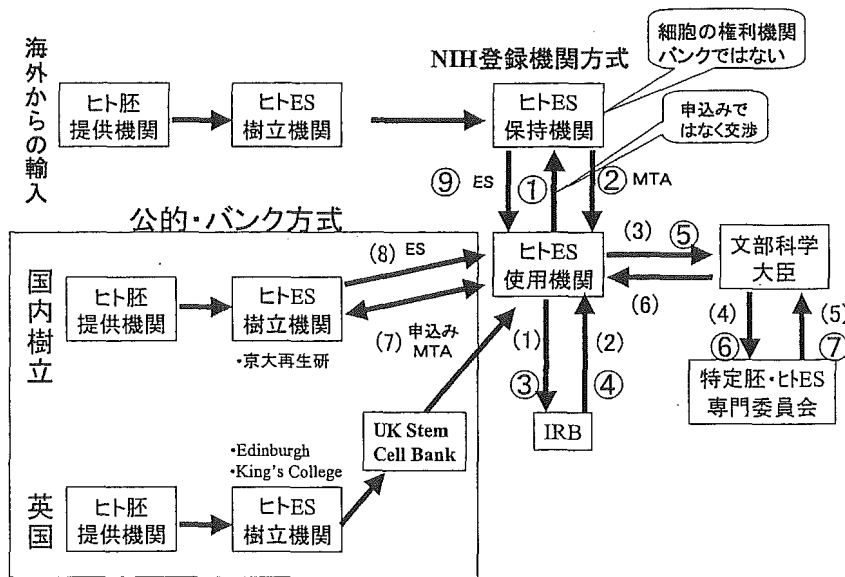 海外からの輸入
NIH登録機関方式
細胞の権利機関
バンクではない
申込みで
はなく交渉
ヒト胚
提供機関
ヒトES
樹立機関
ヒトES
保持機関
⑨ ES
①
② MTA
公的・バンク方式
国内樹立
ヒト胚
提供機関
ヒトES
樹立機関
・京大再生研
(8) ES
(7) 申込み
MTA
ヒトES
使用機関
(3) ⑤
(6)
文部科学
大臣
(1)
③
(2)
④
(4)
⑥
(5)
⑦
IRB
特定胚・ヒトES
専門委員会
英国
ヒト胚
提供機関
・Edinburgh
・King's College
ヒトES
樹立機関
UK Stem
Cell Bank